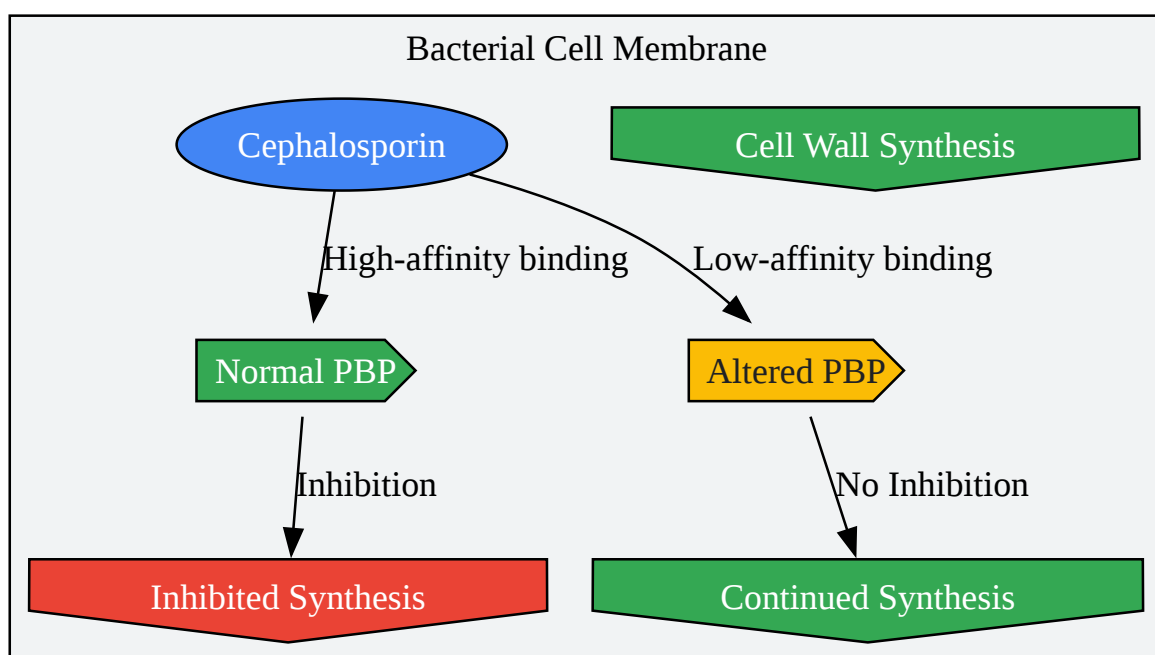 Bacterial Cell Membrane
Cephalosporin
Cell Wall Synthesis
High-affinity binding
Low-affinity binding
Normal PBP
Altered PBP
Inhibition
No Inhibition
Inhibited Synthesis
Continued Synthesis